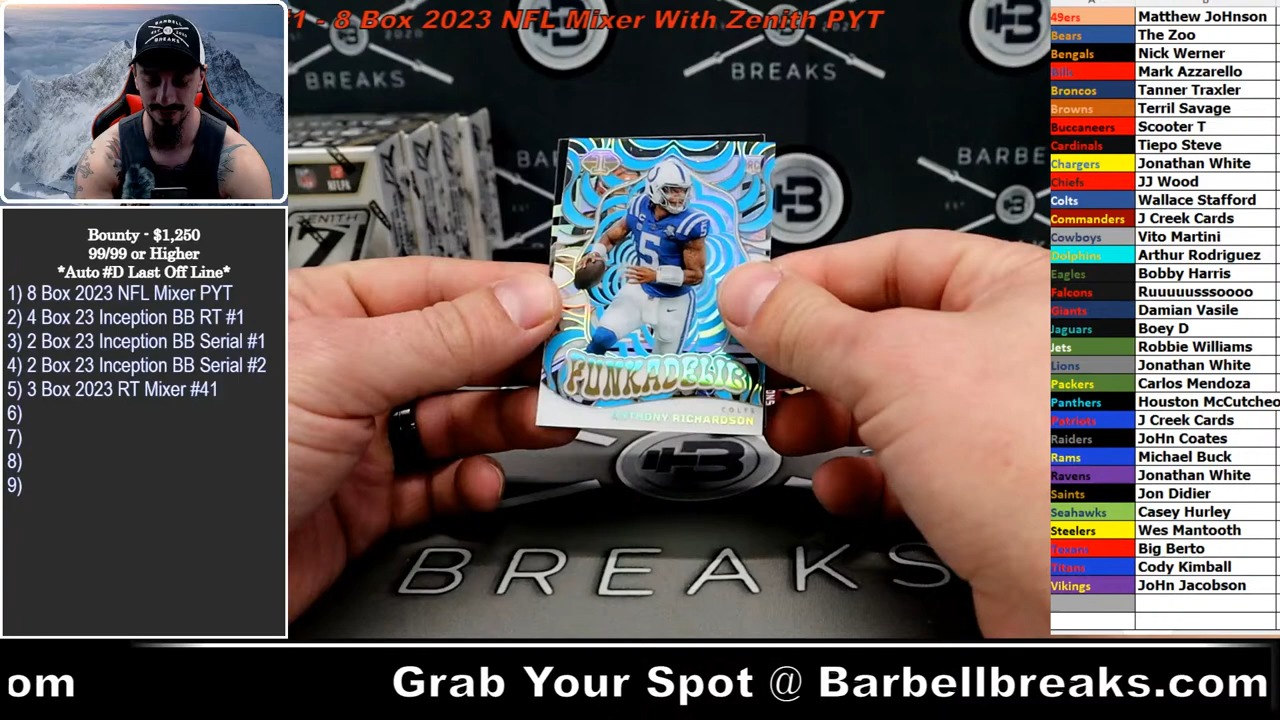 1 - 8 Box 2023 NFL Mixer With Zenith PYT
BARBELL
BREAKS
Bounty - $1,250
99/99 or Higher
*Auto #D Last Off Line*
1) 8 Box 2023 NFL Mixer PYT
2) 4 Box 23 Inception BB RT #1
3) 2 Box 23 Inception BB Serial #1
4) 2 Box 23 Inception BB Serial #2
5) 3 Box 2023 RT Mixer #41
6)
7)
8)
9)
BREAKS
BREAKS
BARBE
NFL
ZENITH
RC
5
FUNKADELIC
COLTS
ANTHONY RICHARDSON
BREAKS
49ers Matthew JoHnson
Bears The Zoo
Bengals Nick Werner
Bills Mark Azzarello
Broncos Tanner Traxler
Browns Terril Savage
Buccaneers Scooter T
Cardinals Tiepo Steve
Chargers Jonathan White
Chiefs JJ Wood
Colts Wallace Stafford
Commanders J Creek Cards
Cowboys Vito Martini
Dolphins Arthur Rodriguez
Eagles Bobby Harris
Falcons Ruuuuusssoooo
Giants Damian Vasile
Jaguars Boey D
Jets Robbie Williams
Lions Jonathan White
Packers Carlos Mendoza
Panthers Houston McCutcheo
Patriots J Creek Cards
Raiders JoHn Coates
Rams Michael Buck
Ravens Jonathan White
Saints Jon Didier
Seahawks Casey Hurley
Steelers Wes Mantooth
Texans Big Berto
Titans Cody Kimball
Vikings JoHn Jacobson
om Grab Your Spot @ Barbellbreaks.com